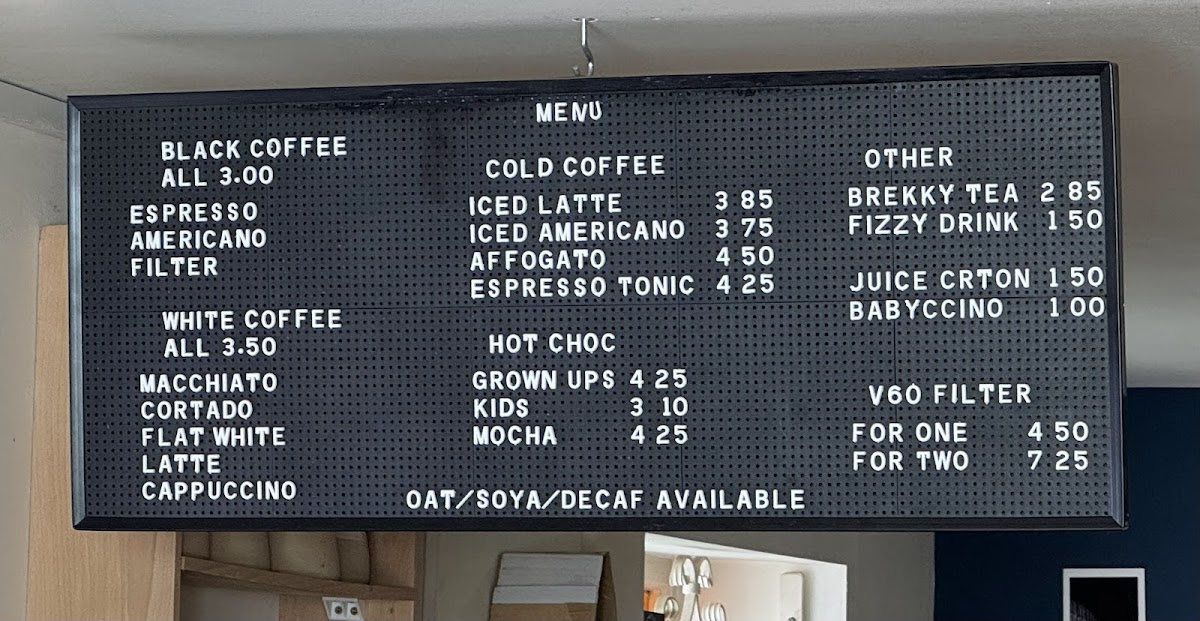 MENU
BLACK COFFEE
ALL 3.00
ESPRESSO
AMERICANO
FILTER
WHITE COFFEE
ALL 3.50
MACCHIATO
CORTADO
FLAT WHITE
LATTE
CAPPUCCINO
COLD COFFEE
ICED LATTE 3 85
ICED AMERICANO 3 75
AFFOGATO 4 50
ESPRESSO TONIC 4 25
HOT CHOC
GROWN UPS 4 25
KIDS 3 10
MOCHA 4 25
OTHER
BREKKY TEA 2 85
FIZZY DRINK 1 50
JUICE CRTON 1 50
BABYCCINO 1 00
V60 FILTER
FOR ONE 4 50
FOR TWO 7 25
OAT/SOYA/DECAF AVAILABLE